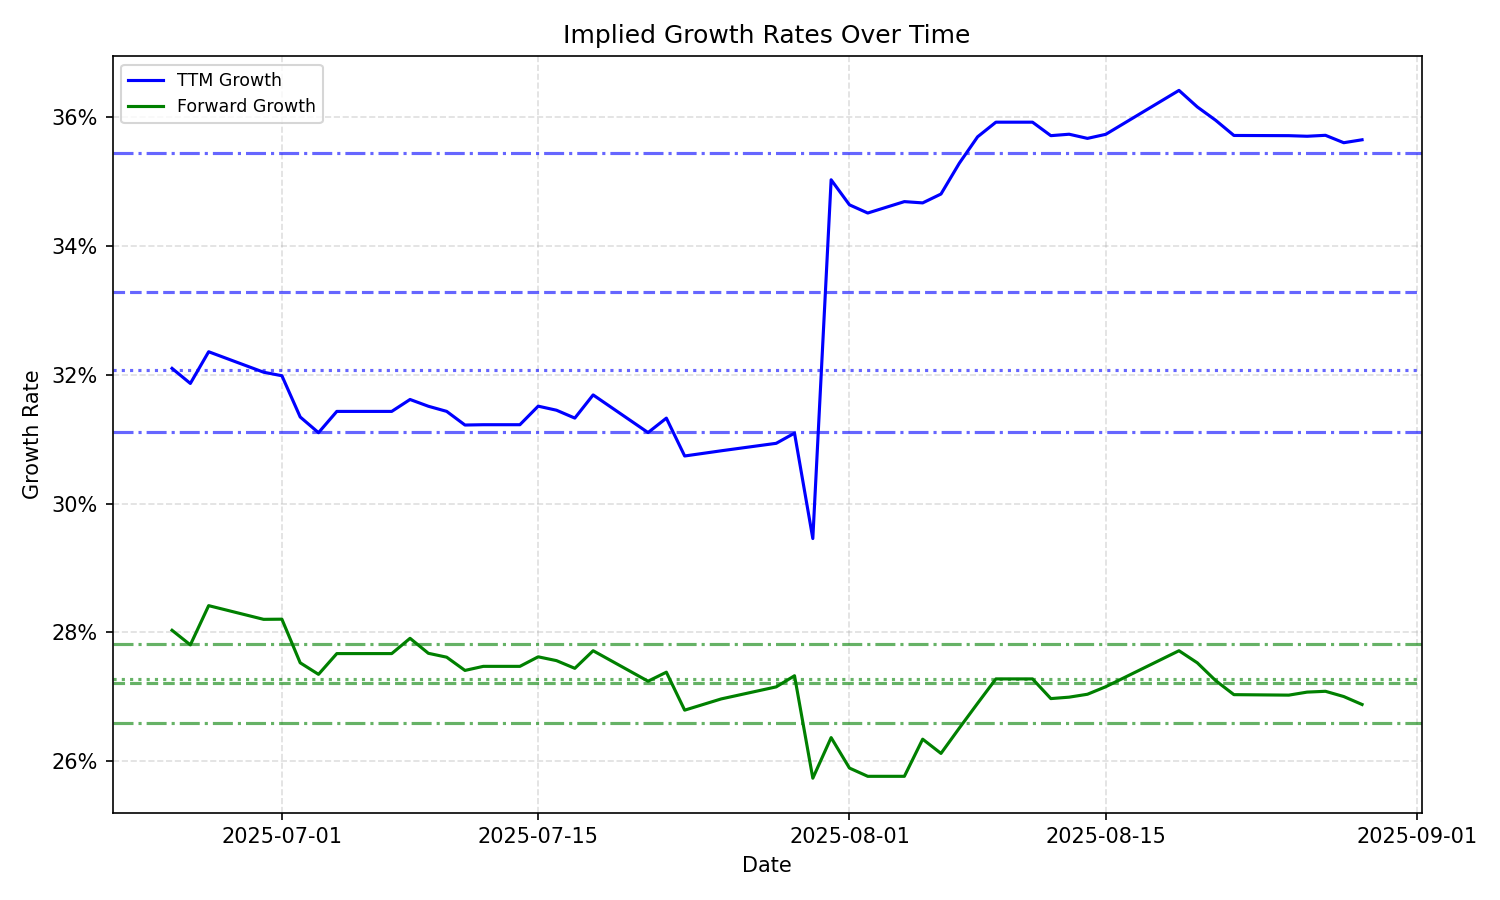 Implied Growth Rates Over Time
TTM Growth
Forward Growth
36%
34%
32%
30%
28%
26%
Growth Rate
2025-07-01
2025-07-15
2025-08-01
2025-08-15
2025-09-01
Date